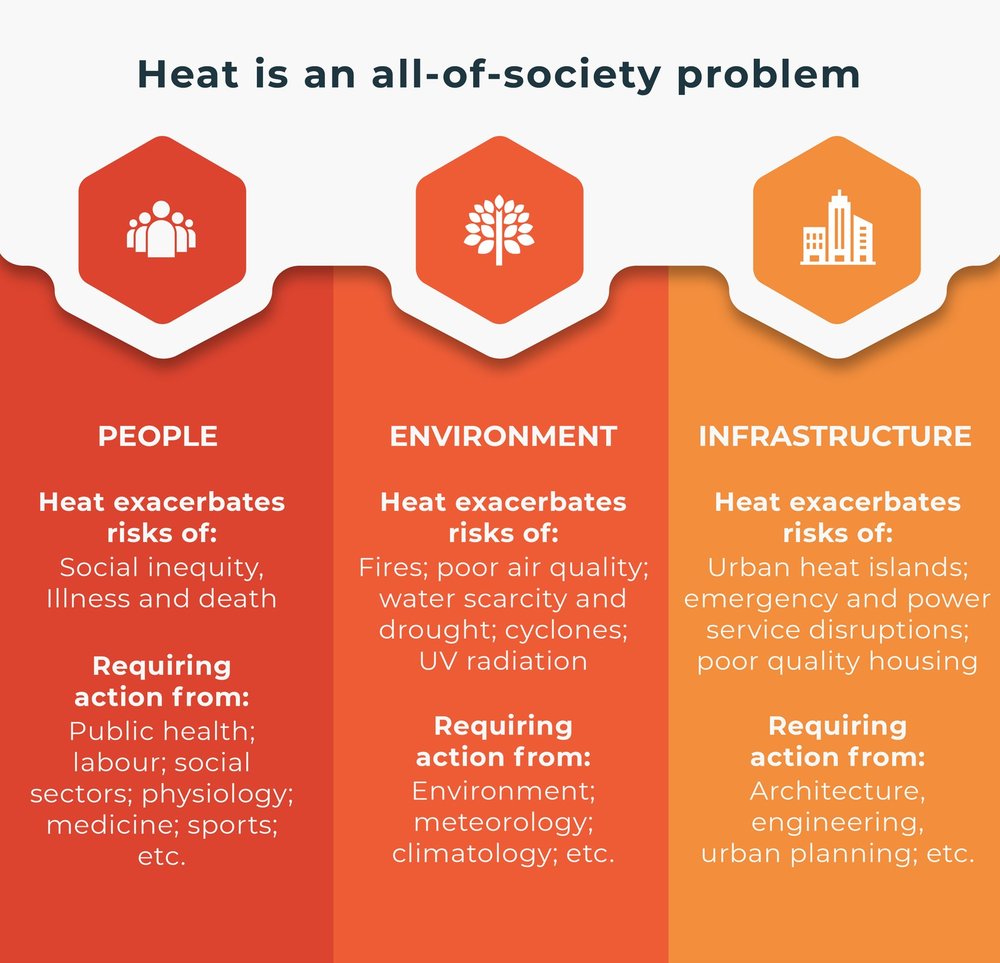 Heat is an all-of-society problem
PEOPLE
Heat exacerbates
risks of:
Social inequity,
Illness and death
Requiring
action from:
Public health;
labour; social
sectors; physiology;
medicine; sports;
etc.
ENVIRONMENT
Heat exacerbates
risks of:
Fires; poor air quality;
water scarcity and
drought; cyclones;
UV radiation
Requiring
action from:
Environment;
meteorology;
climatology; etc.
INFRASTRUCTURE
Heat exacerbates
risks of:
Urban heat islands;
emergency and power
service disruptions;
poor quality housing
Requiring
action from:
Architecture,
engineering,
urban planning; etc.